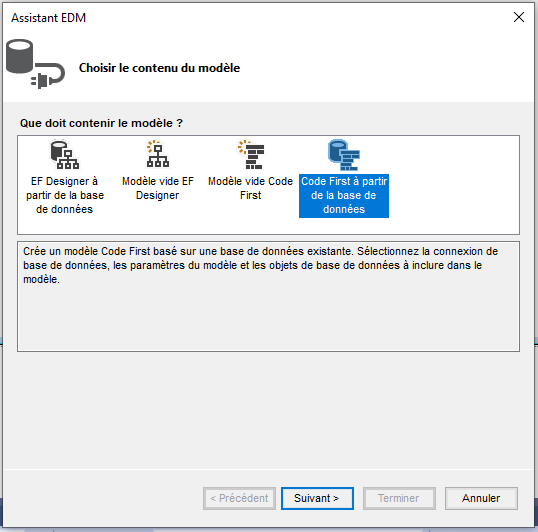 Assistant EDM
Choisir le contenu du modèle
Que doit contenir le modèle ?
EF Designer à
partir de la base
de données
Modèle vide EF
Designer
Modèle vide Code
First
Code First à partir
de la base de
données
Crée un modèle Code First basé sur une base de données existante. Sélectionnez la connexion de
base de données, les paramètres du modèle et les objets de base de données à inclure dans le
modèle.
< Précédent
Suivant >
Terminer
Annuler